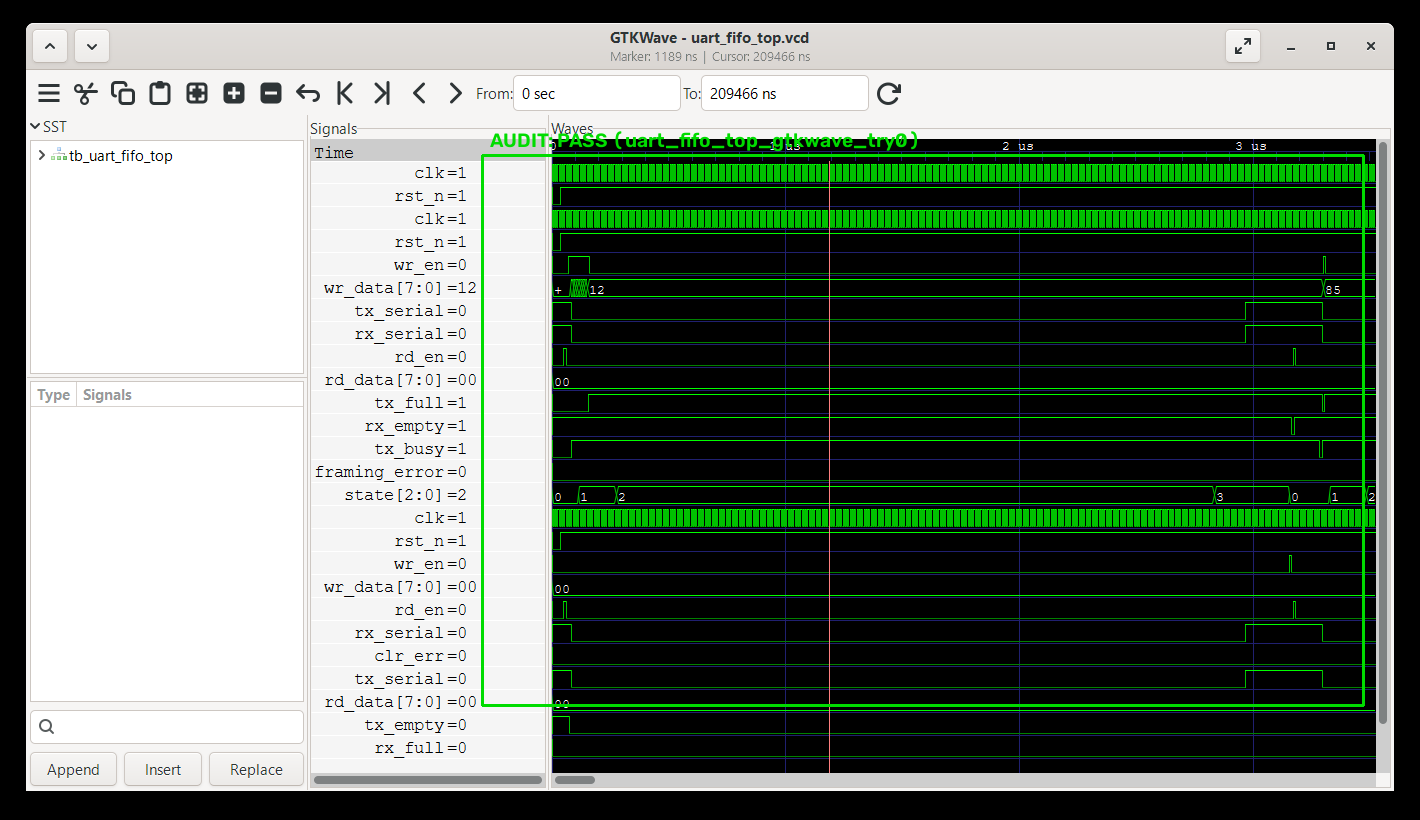 GTKWave - uart_fifo_top.vcd
Marker: 1189 ns | Cursor: 209466 ns
From: 0 sec To: 209466 ns
SST
tb_uart_fifo_top
Type Signals
Append Insert Replace
Signals
Time
clk=1
rst_n=1
clk=1
rst_n=1
wr_en=0
wr_data[7:0]=12
tx_serial=0
rx_serial=0
rd_en=0
rd_data[7:0]=00
tx_full=1
rx_empty=1
tx_busy=1
framing_error=0
state[2:0]=2
clk=1
rst_n=1
wr_en=0
wr_data[7:0]=00
rd_en=0
rx_serial=0
clr_err=0
tx_serial=0
rd_data[7:0]=00
tx_empty=0
rx_full=0
Waves
AUDIT: PASS (uart_fifo_top_gtkwave_try0)
0 1 us 2 us 3 us
+ 12 85
00
0 1 2 3 0 1 2
00
00